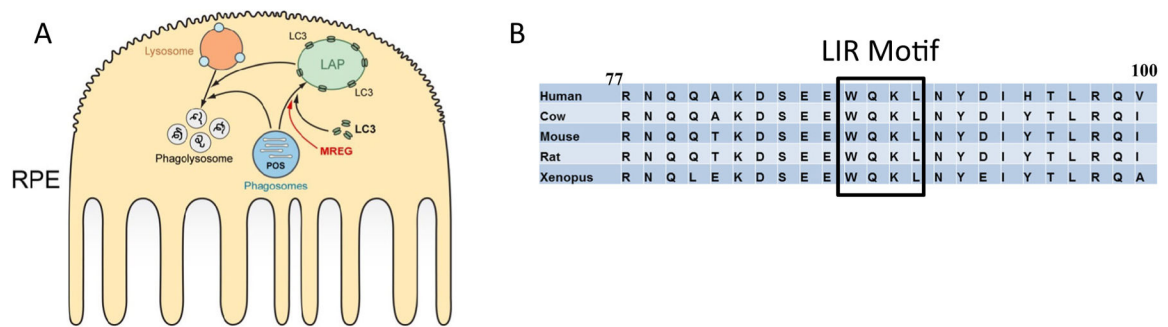 A
Lysosome
LC3
LAP
LC3
LC3
MREG
POS
Phagosomes
Phagolysosome
RPE
B
LIR Motif
77 100
Human R N Q Q A K D S E E W Q K L N Y D I H T L R Q V
Cow R N Q Q A K D S E E W Q K L N Y D I Y T L R Q I
Mouse R N Q Q T K D S E E W Q K L N Y D I Y T L R Q I
Rat R N Q Q T K D S E E W Q K L N Y D I Y T L R Q I
Xenopus R N Q L E K D S E E W Q K L N Y E I Y T L R Q A